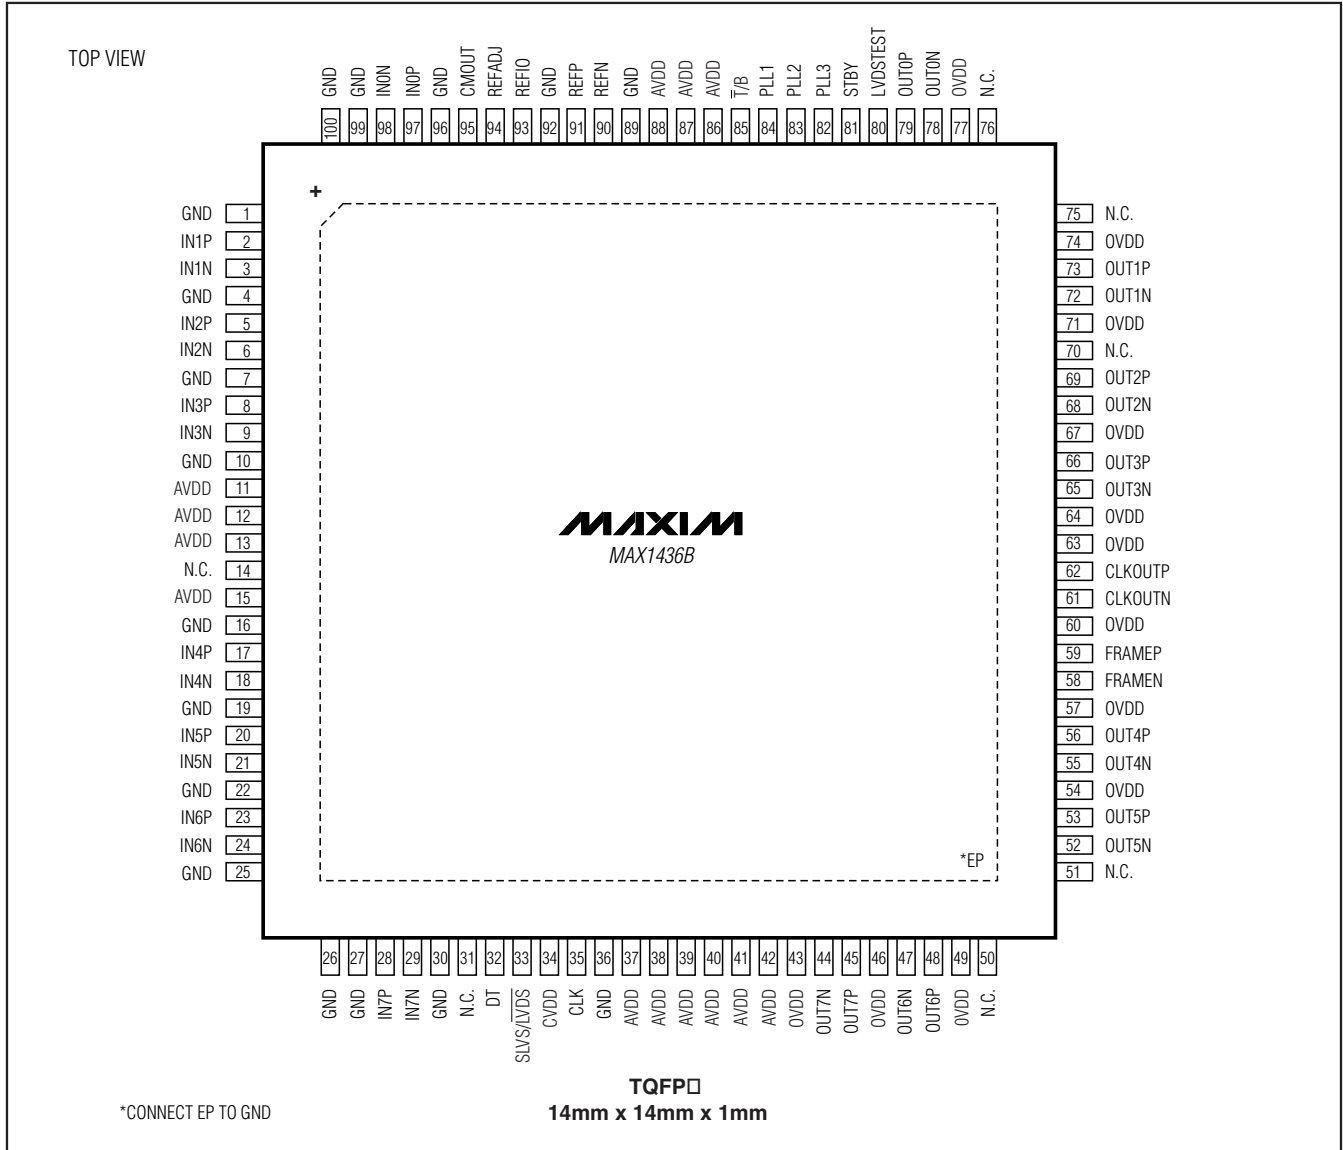 TOP VIEW
GND GND IN0N IN0P GND CMOUT REFADJ REFIO GND REFP REFN GND AVDD AVDD AVDD T̅/B PLL1 PLL2 PLL3 STBY LVDSTEST OUT0P OUT0N OVDD N.C.
100 99 98 97 96 95 94 93 92 91 90 89 88 87 86 85 84 83 82 81 80 79 78 77 76
+
GND 1
IN1P 2
IN1N 3
GND 4
IN2P 5
IN2N 6
GND 7
IN3P 8
IN3N 9
GND 10
AVDD 11
AVDD 12
AVDD 13
N.C. 14
AVDD 15
GND 16
IN4P 17
IN4N 18
GND 19
IN5P 20
IN5N 21
GND 22
IN6P 23
IN6N 24
GND 25
MAXIM
MAX1436B
*EP
75 N.C.
74 OVDD
73 OUT1P
72 OUT1N
71 OVDD
70 N.C.
69 OUT2P
68 OUT2N
67 OVDD
66 OUT3P
65 OUT3N
64 OVDD
63 OVDD
62 CLKOUTP
61 CLKOUTN
60 OVDD
59 FRAMEP
58 FRAMEN
57 OVDD
56 OUT4P
55 OUT4N
54 OVDD
53 OUT5P
52 OUT5N
51 N.C.
26 27 28 29 30 31 32 33 34 35 36 37 38 39 40 41 42 43 44 45 46 47 48 49 50
GND GND IN7P IN7N GND N.C. DT S̅L̅V̅S̅/LVDS CVDD CLK GND AVDD AVDD AVDD AVDD AVDD AVDD OVDD OUT7N OUT7P OVDD OUT6N OUT6P OVDD N.C.
TQFP□
14mm x 14mm x 1mm
*CONNECT EP TO GND